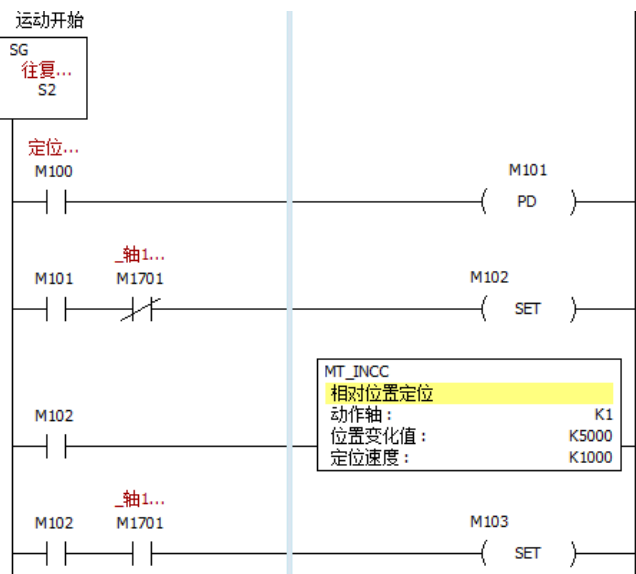 运动开始
SG
往复...
S2
定位...
M100
M101
PD
_轴1...
M101
M1701
M102
SET
MT_INCC
相对位置定位
动作轴： K1
位置变化值： K5000
定位速度： K1000
M102
_轴1...
M102
M1701
M103
SET